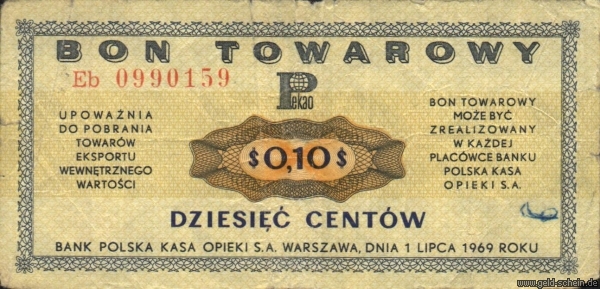 BON TOWAROWY
Eb 0990159
Pekao
UPOWAŻNIA
DO POBRANIA
TOWARÓW
EKSPORTU
WEWNĘTRZNEGO
WARTOŚCI
$0,10$
BON TOWAROWY
MOŻE BYĆ
ZREALIZOWANY
W KAŻDEJ
PLACÓWCE BANKU
POLSKA KASA
OPIEKI S.A.
DZIESIĘĆ CENTÓW
BANK POLSKA KASA OPIEKI S.A. WARSZAWA, DNIA 1 LIPCA 1969 ROKU
www.geld-schein.de